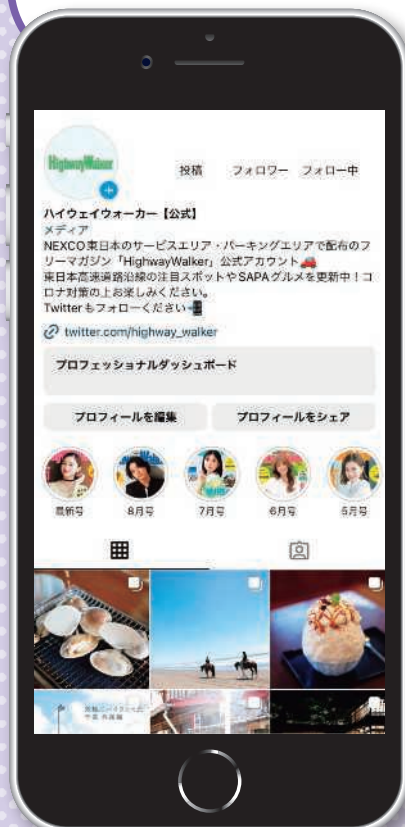 HighwayWalker
投稿 フォロワー フォロー中
ハイウェイウォーカー【公式】
メディア
NEXCO東日本のサービスエリア・パーキングエリアで配布のフ
リーマガジン「HighwayWalker」公式アカウント🚗
東日本高速道路沿線の注目スポットやSAPAグルメを更新中！コ
ロナ対策の上お楽しみください。
Twitterもフォローください📲
twitter.com/highway_walker
プロフェッショナルダッシュボード
プロフィールを編集 プロフィールをシェア
最新号 8月号 7月号 6月号 5月号